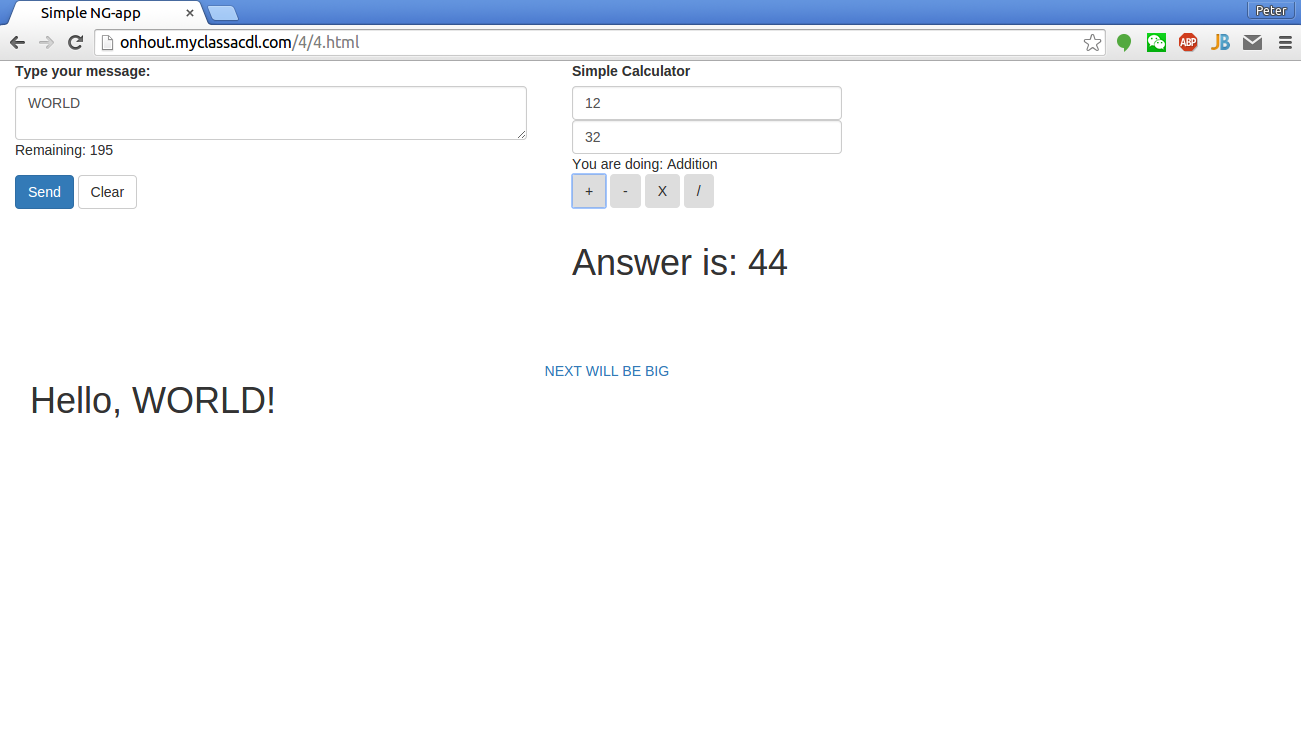 Simple NG-app ×
Peter
onhout.myclassacdl.com/4/4.html
ABP
JB
Type your message:
WORLD
Remaining: 195
Send Clear
Simple Calculator
12
32
You are doing: Addition
+ - X /
Answer is: 44
NEXT WILL BE BIG
Hello, WORLD!